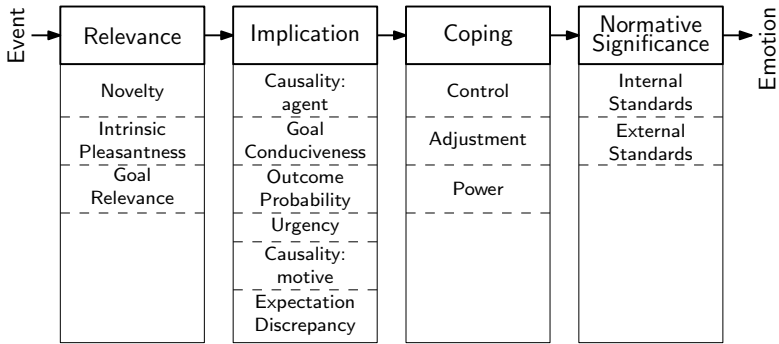 Event
Relevance
Novelty
Intrinsic
Pleasantness
Goal
Relevance
Implication
Causality:
agent
Goal
Conduciveness
Outcome
Probability
Urgency
Causality:
motive
Expectation
Discrepancy
Coping
Control
Adjustment
Power
Normative
Significance
Internal
Standards
External
Standards
Emotion